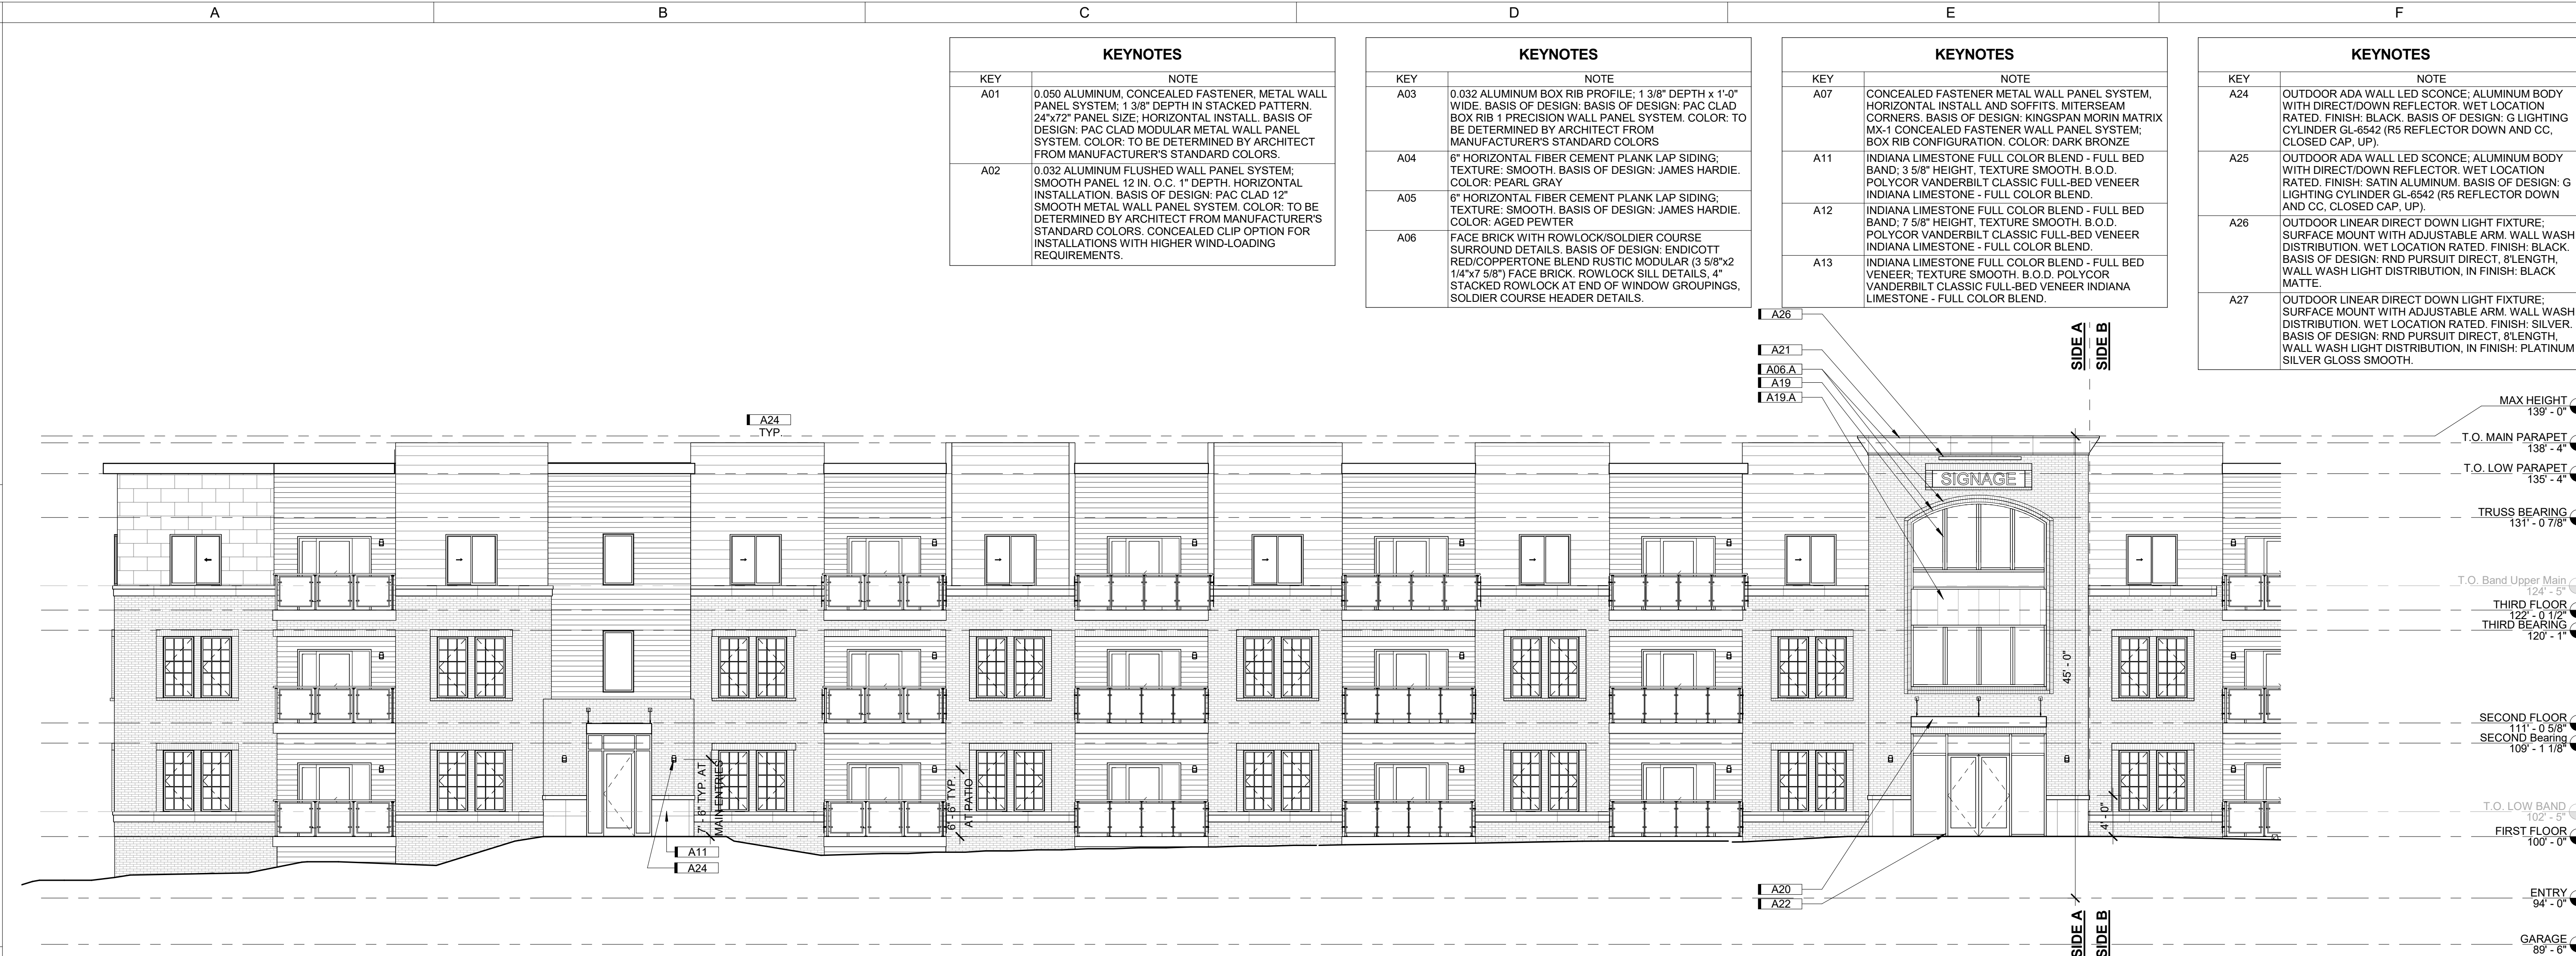 A
B
C
D
E
F
KEYNOTES
KEY NOTE
A01 0.050 ALUMINUM, CONCEALED FASTENER, METAL WALL
PANEL SYSTEM; 1 3/8" DEPTH IN STACKED PATTERN.
24"x72" PANEL SIZE; HORIZONTAL INSTALL. BASIS OF
DESIGN: PAC CLAD MODULAR METAL WALL PANEL
SYSTEM. COLOR: TO BE DETERMINED BY ARCHITECT
FROM MANUFACTURER'S STANDARD COLORS.
A02 0.032 ALUMINUM FLUSHED WALL PANEL SYSTEM;
SMOOTH PANEL 12 IN. O.C. 1" DEPTH. HORIZONTAL
INSTALLATION. BASIS OF DESIGN: PAC CLAD 12"
SMOOTH METAL WALL PANEL SYSTEM. COLOR: TO BE
DETERMINED BY ARCHITECT FROM MANUFACTURER'S
STANDARD COLORS. CONCEALED CLIP OPTION FOR
INSTALLATIONS WITH HIGHER WIND-LOADING
REQUIREMENTS.
KEYNOTES
KEY NOTE
A03 0.032 ALUMINUM BOX RIB PROFILE; 1 3/8" DEPTH x 1'-0"
WIDE. BASIS OF DESIGN: BASIS OF DESIGN: PAC CLAD
BOX RIB 1 PRECISION WALL PANEL SYSTEM. COLOR: TO
BE DETERMINED BY ARCHITECT FROM
MANUFACTURER'S STANDARD COLORS
A04 6" HORIZONTAL FIBER CEMENT PLANK LAP SIDING;
TEXTURE: SMOOTH. BASIS OF DESIGN: JAMES HARDIE.
COLOR: PEARL GRAY
A05 6" HORIZONTAL FIBER CEMENT PLANK LAP SIDING;
TEXTURE: SMOOTH. BASIS OF DESIGN: JAMES HARDIE.
COLOR: AGED PEWTER
A06 FACE BRICK WITH ROWLOCK/SOLDIER COURSE
SURROUND DETAILS. BASIS OF DESIGN: ENDICOTT
RED/COPPERTONE BLEND RUSTIC MODULAR (3 5/8"x2
1/4"x7 5/8") FACE BRICK. ROWLOCK SILL DETAILS, 4"
STACKED ROWLOCK AT END OF WINDOW GROUPINGS,
SOLDIER COURSE HEADER DETAILS.
KEYNOTES
KEY NOTE
A07 CONCEALED FASTENER METAL WALL PANEL SYSTEM,
HORIZONTAL INSTALL AND SOFFITS. MITERSEAM
CORNERS. BASIS OF DESIGN: KINGSPAN MORIN MATRIX
MX-1 CONCEALED FASTENER WALL PANEL SYSTEM;
BOX RIB CONFIGURATION. COLOR: DARK BRONZE
A11 INDIANA LIMESTONE FULL COLOR BLEND - FULL BED
BAND; 3 5/8" HEIGHT, TEXTURE SMOOTH. B.O.D.
POLYCOR VANDERBILT CLASSIC FULL-BED VENEER
INDIANA LIMESTONE - FULL COLOR BLEND.
A12 INDIANA LIMESTONE FULL COLOR BLEND - FULL BED
BAND; 7 5/8" HEIGHT, TEXTURE SMOOTH. B.O.D.
POLYCOR VANDERBILT CLASSIC FULL-BED VENEER
INDIANA LIMESTONE - FULL COLOR BLEND.
A13 INDIANA LIMESTONE FULL COLOR BLEND - FULL BED
VENEER; TEXTURE SMOOTH. B.O.D. POLYCOR
VANDERBILT CLASSIC FULL-BED VENEER INDIANA
LIMESTONE - FULL COLOR BLEND.
KEYNOTES
KEY NOTE
A24 OUTDOOR ADA WALL LED SCONCE; ALUMINUM BODY
WITH DIRECT/DOWN REFLECTOR. WET LOCATION
RATED. FINISH: BLACK. BASIS OF DESIGN: G LIGHTING
CYLINDER GL-6542 (R5 REFLECTOR DOWN AND CC,
CLOSED CAP, UP).
A25 OUTDOOR ADA WALL LED SCONCE; ALUMINUM BODY
WITH DIRECT/DOWN REFLECTOR. WET LOCATION
RATED. FINISH: SATIN ALUMINUM. BASIS OF DESIGN: G
LIGHTING CYLINDER GL-6542 (R5 REFLECTOR DOWN
AND CC, CLOSED CAP, UP).
A26 OUTDOOR LINEAR DIRECT DOWN LIGHT FIXTURE;
SURFACE MOUNT WITH ADJUSTABLE ARM. WALL WASH
DISTRIBUTION. WET LOCATION RATED. FINISH: BLACK.
BASIS OF DESIGN: RND PURSUIT DIRECT, 8'LENGTH,
WALL WASH LIGHT DISTRIBUTION, IN FINISH: BLACK
MATTE.
A27 OUTDOOR LINEAR DIRECT DOWN LIGHT FIXTURE;
SURFACE MOUNT WITH ADJUSTABLE ARM. WALL WASH
DISTRIBUTION. WET LOCATION RATED. FINISH: SILVER.
BASIS OF DESIGN: RND PURSUIT DIRECT, 8'LENGTH,
WALL WASH LIGHT DISTRIBUTION, IN FINISH: PLATINUM
SILVER GLOSS SMOOTH.
A26
A21
A06.A
A19
A19.A
SIDE A
SIDE B
A24
TYP.
SIGNAGE
MAX HEIGHT
139' - 0"
T.O. MAIN PARAPET
138' - 4"
T.O. LOW PARAPET
135' - 4"
TRUSS BEARING
131' - 0 7/8"
T.O. Band Upper Main
124' - 5"
THIRD FLOOR
122' - 0 1/2"
THIRD BEARING
120' - 1"
45' - 0"
SECOND FLOOR
111' - 0 5/8"
SECOND Bearing
109' - 1 1/8"
7' - 6" TYP. AT
MAIN ENTRIES
6' - 6" TYP.
AT PATIO
4' - 0"
T.O. LOW BAND
102' - 5"
FIRST FLOOR
100' - 0"
A11
A24
A20
A22
ENTRY
94' - 0"
SIDE A
SIDE B
GARAGE
89' - 6"